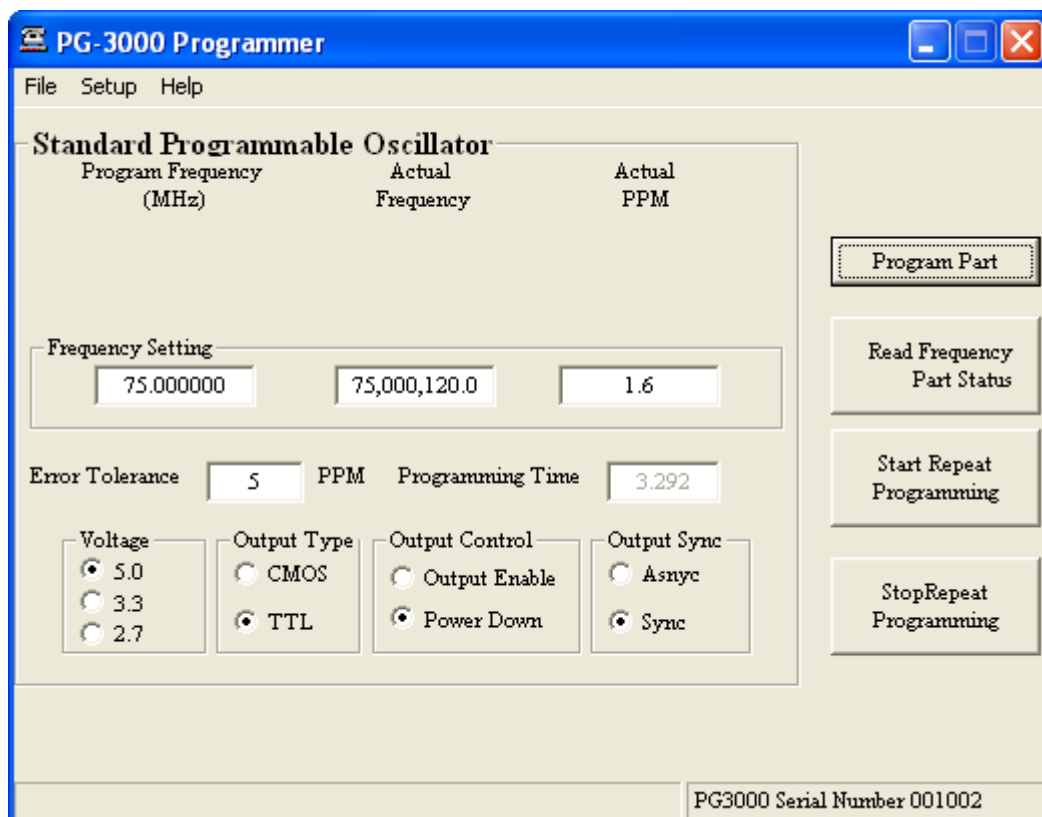 PG-3000 Programmer
File Setup Help
Standard Programmable Oscillator
Program Frequency
(MHz)
Actual
Frequency
Actual
PPM
Program Part
Frequency Setting
75.000000
75,000,120.0
1.6
Read Frequency
Part Status
Error Tolerance
5
PPM
Programming Time
3.292
Start Repeat
Programming
Voltage
5.0
3.3
2.7
Output Type
CMOS
TTL
Output Control
Output Enable
Power Down
Output Sync
Asnyc
Sync
StopRepeat
Programming
PG3000 Serial Number 001002